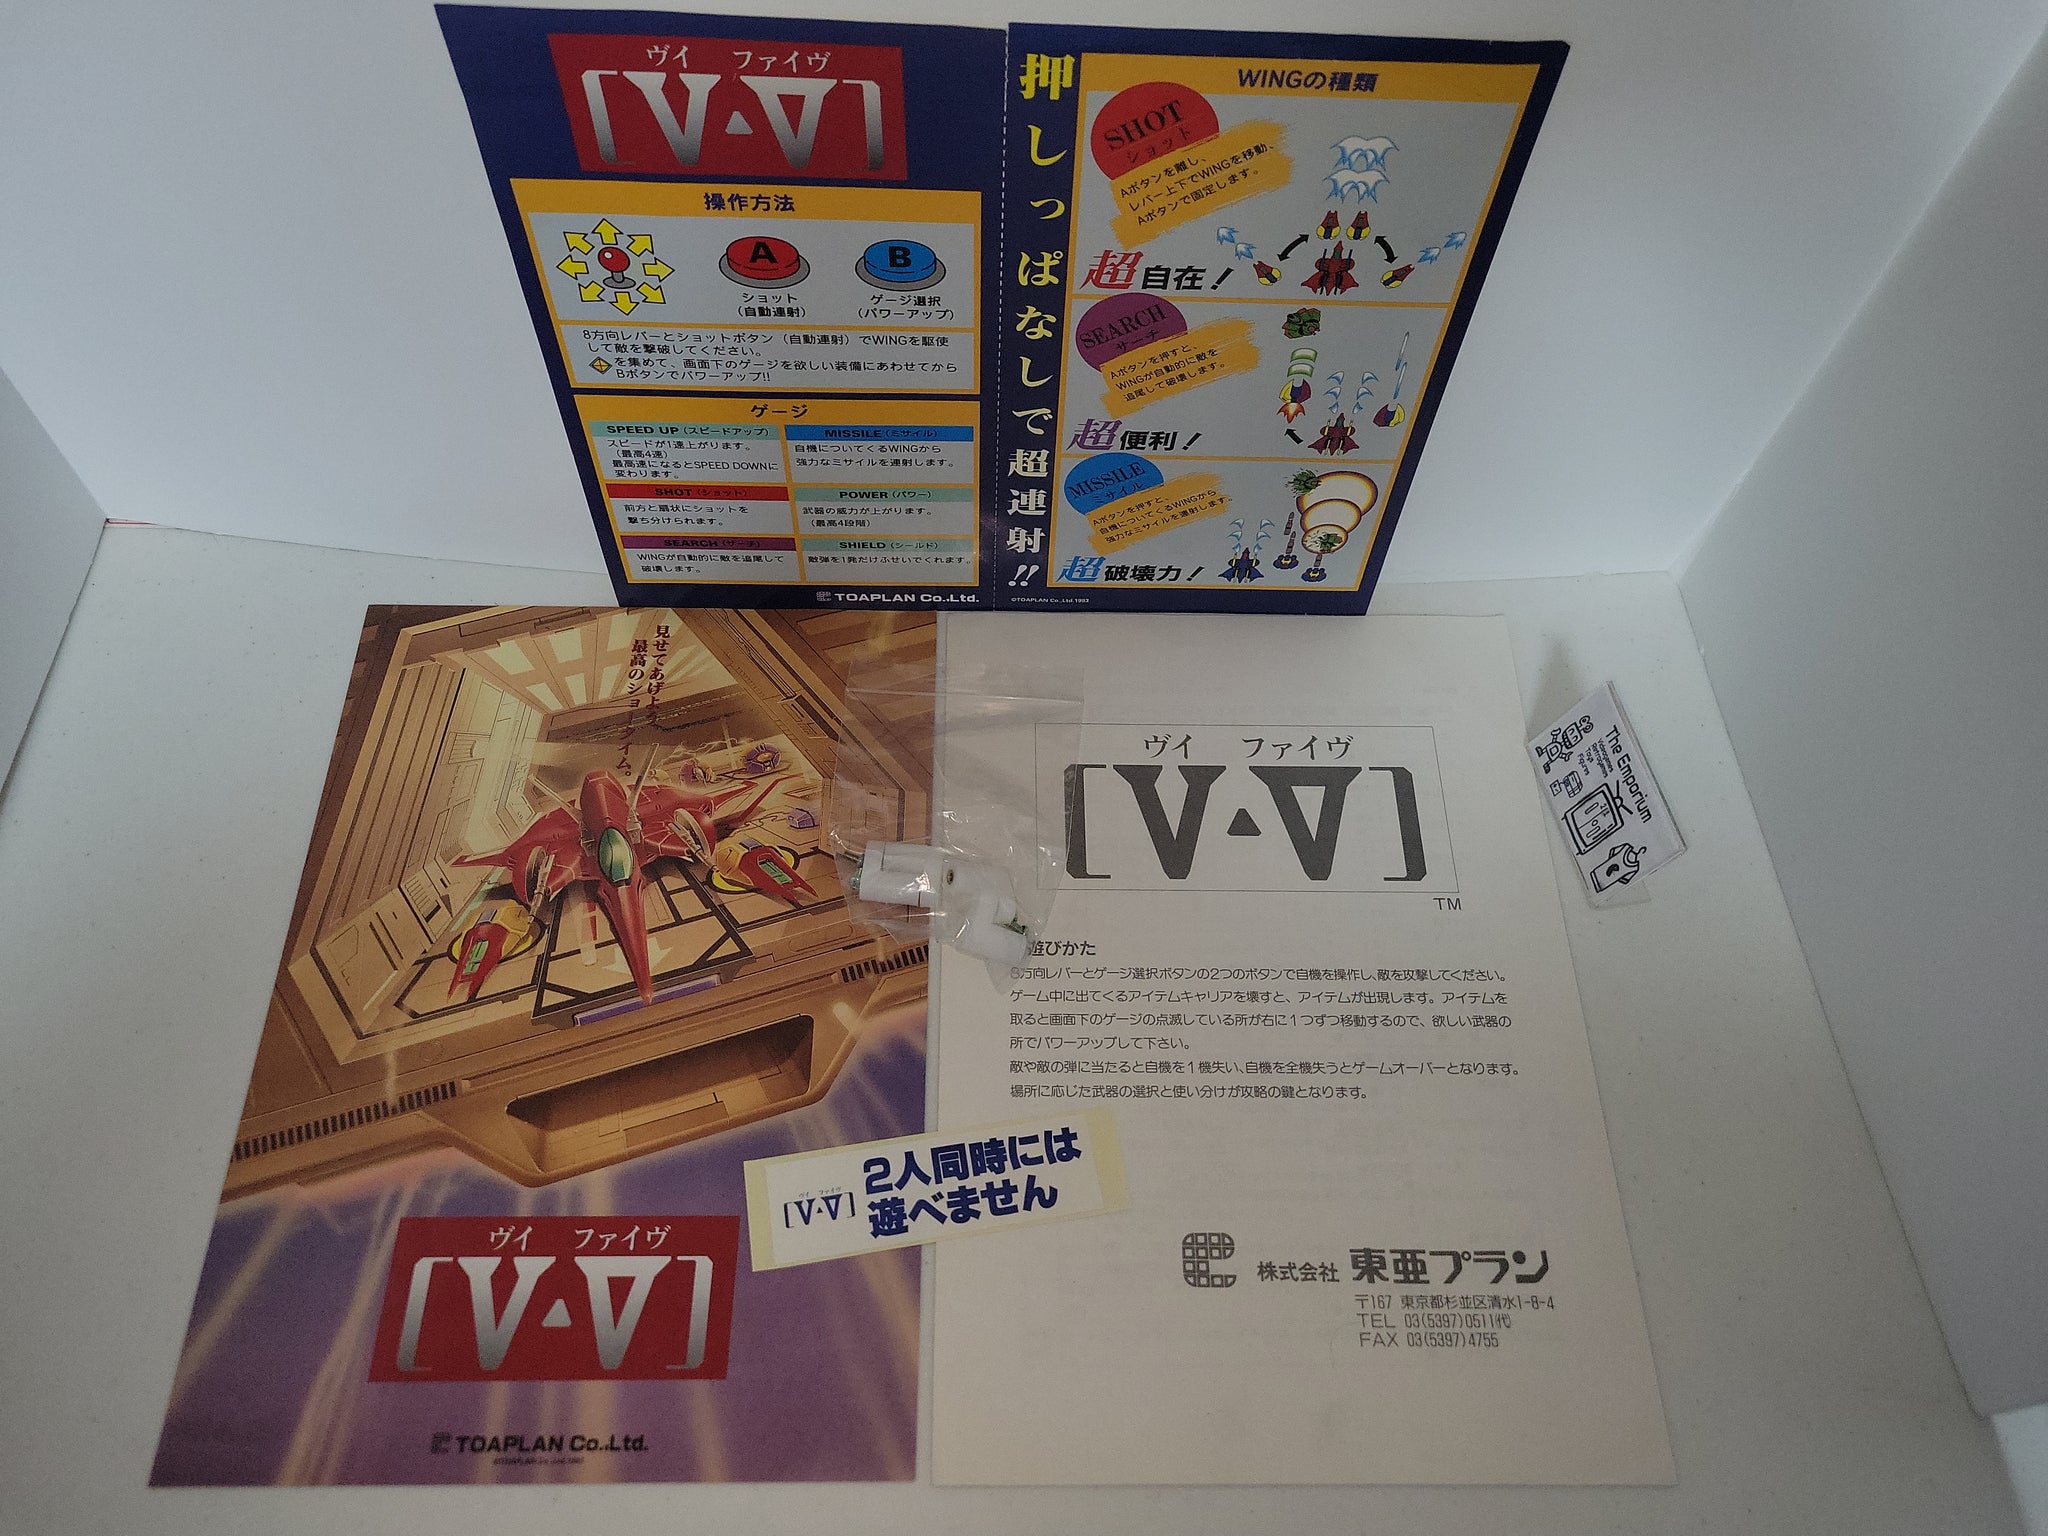 ヴイ ファイヴ
[V・V]
操作方法
A
B
ショット
(自動連射)
ゲージ選択
(パワーアップ)
8方向レバーとショットボタン（自動連射）でWINGを駆使
して敵を撃破してください。
を集めて、画面下のゲージを欲しい装備にあわせてから
Bボタンでパワーアップ!!
ゲージ
SPEED UP（スピードアップ）
スピードが1速上がります。
（最高4速）
最高速になるとSPEED DOWNに
変わります。
MISSILE（ミサイル）
自機についてくるWINGから
強力なミサイルを連射します。
SHOT（ショット）
前方と扇状にショットを
撃ち分けられます。
POWER（パワー）
武器の威力が上がります。
（最高4段階）
SEARCH（サーチ）
WINGが自動的に敵を追尾して
破壊します。
SHIELD（シールド）
敵弾を1発だけふせいでくれます。
TOAPLAN Co.,Ltd.
押しっぱなしで超連射!!
WINGの種類
SHOT
ショット
Aボタンを離し、
レバー上下でWINGを移動、
Aボタンで固定します。
超自在！
SEARCH
サーチ
Aボタンを押すと、
WINGが自動的に敵を
追尾して破壊します。
超便利！
MISSILE
ミサイル
Aボタンを押すと、
自機についてくるWINGから
強力なミサイルを連射します。
超破壊力！
©TOAPLAN Co.,Ltd.1993
見せてあげよう、
最高のショータイム。
ヴイ ファイヴ
[V・V]
TOAPLAN Co.,Ltd.
ヴイ ファイヴ
[V・V]
2人同時には
遊べません
ヴイ ファイヴ
[V・V]
TM
遊びかた
8方向レバーとゲージ選択ボタンの2つのボタンで自機を操作し、敵を攻撃してください。
ゲーム中に出てくるアイテムキャリアを壊すと、アイテムが出現します。アイテムを
取ると画面下のゲージの点滅している所が右に1つずつ移動するので、欲しい武器の
所でパワーアップして下さい。
敵や敵の弾に当たると自機を1機失い、自機を全機失うとゲームオーバーとなります。
場所に応じた武器の選択と使い分けが攻略の鍵となります。
株式会社 東亜プラン
〒167 東京都杉並区清水1-8-4
TEL 03(5397)0511(代)
FAX 03(5397)4755
The Emporium
Videogames
Retrogames
Toys
Figures